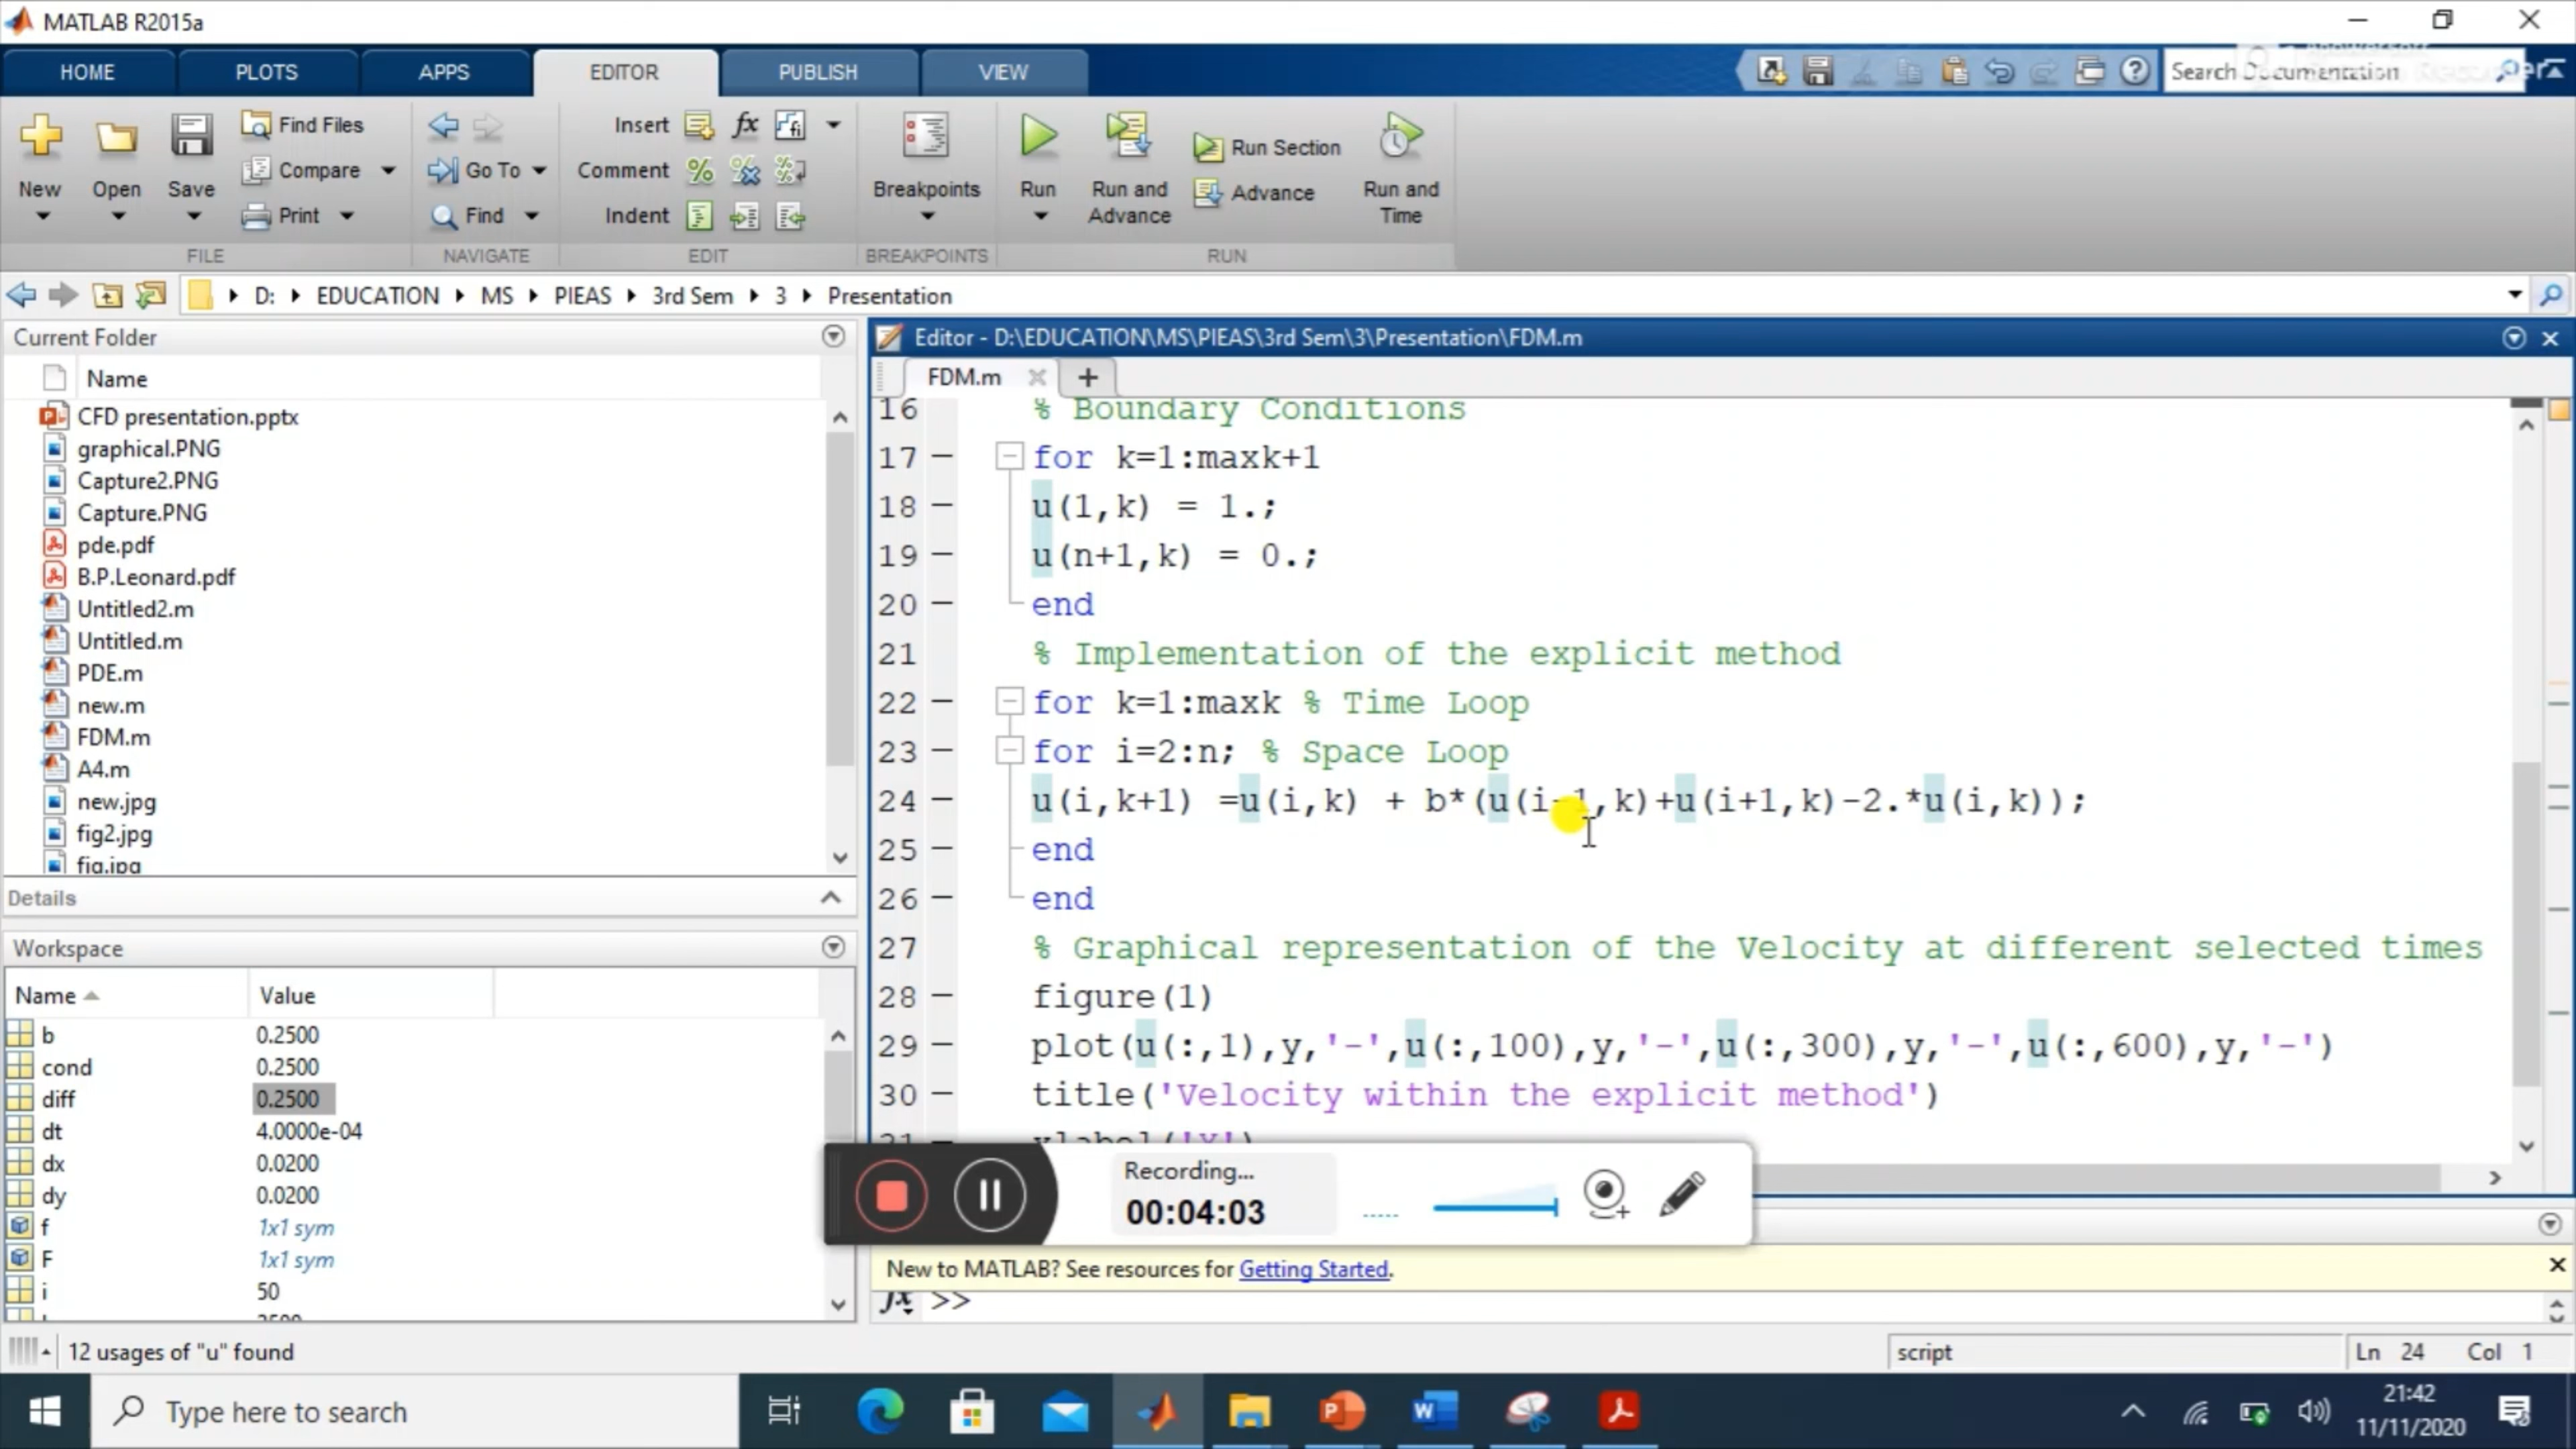 MATLAB R2015a
HOME PLOTS APPS EDITOR PUBLISH VIEW
Search Documentation
New Open Save Find Files Compare Print
Go To Find
Insert fx Comment Indent
Breakpoints Run Run and Advance Run Section Advance Run and Time
FILE NAVIGATE EDIT BREAKPOINTS RUN
D: EDUCATION MS PIEAS 3rd Sem 3 Presentation
Current Folder
Name
CFD presentation.pptx
graphical.PNG
Capture2.PNG
Capture.PNG
pde.pdf
B.P.Leonard.pdf
Untitled2.m
Untitled.m
PDE.m
new.m
FDM.m
A4.m
new.jpg
fig2.jpg
fig.jpg
Details
Workspace
Name Value
b 0.2500
cond 0.2500
diff 0.2500
dt 4.0000e-04
dx 0.0200
dy 0.0200
f 1x1 sym
F 1x1 sym
i 50
Editor - D:\EDUCATION\MS\PIEAS\3rd Sem\3\Presentation\FDM.m
FDM.m +
16 % Boundary Conditions
17 – for k=1:maxk+1
18 – u(1,k) = 1.;
19 – u(n+1,k) = 0.;
20 – end
21 % Implementation of the explicit method
22 – for k=1:maxk % Time Loop
23 – for i=2:n; % Space Loop
24 – u(i,k+1) =u(i,k) + b*(u(i-1,k)+u(i+1,k)-2.*u(i,k));
25 – end
26 – end
27 % Graphical representation of the Velocity at different selected times
28 – figure(1)
29 – plot(u(:,1),y,'-',u(:,100),y,'-',u(:,300),y,'-',u(:,600),y,'-')
30 – title('Velocity within the explicit method')
Recording...
00:04:03
New to MATLAB? See resources for Getting Started.
fx >>
12 usages of "u" found
script Ln 24 Col 1
Type here to search
21:42
11/11/2020